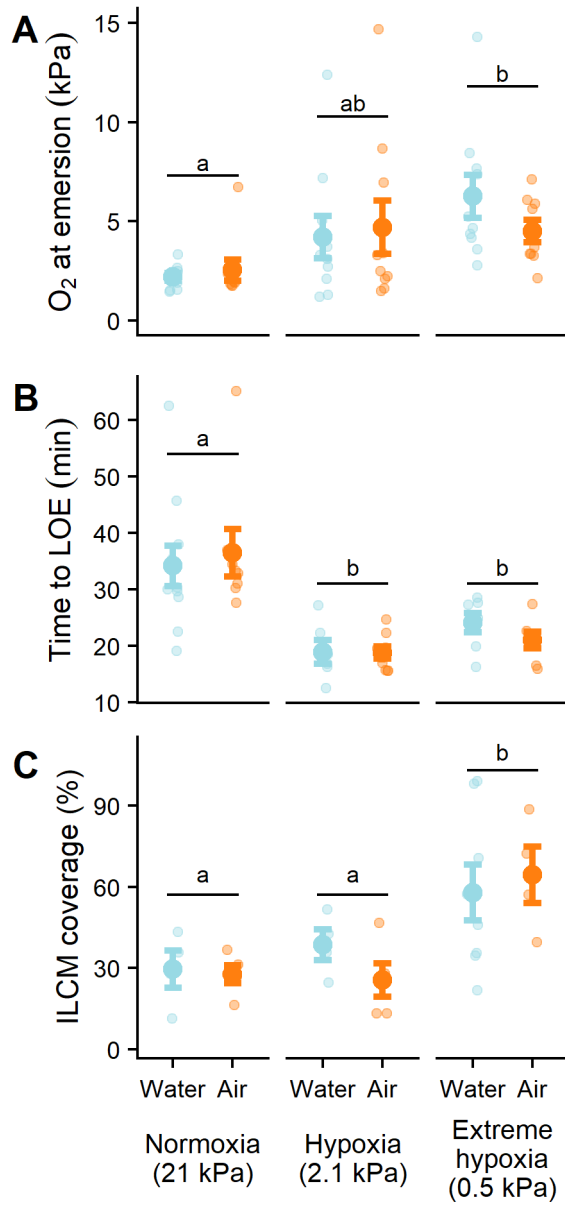 A
O₂ at emersion (kPa)
15
10
5
0
a
ab
b
B
Time to LOE (min)
60
50
40
30
20
10
a
b
b
C
ILCM coverage (%)
90
60
30
0
a
a
b
Water Air Water Air Water Air
Normoxia
(21 kPa)
Hypoxia
(2.1 kPa)
Extreme
hypoxia
(0.5 kPa)